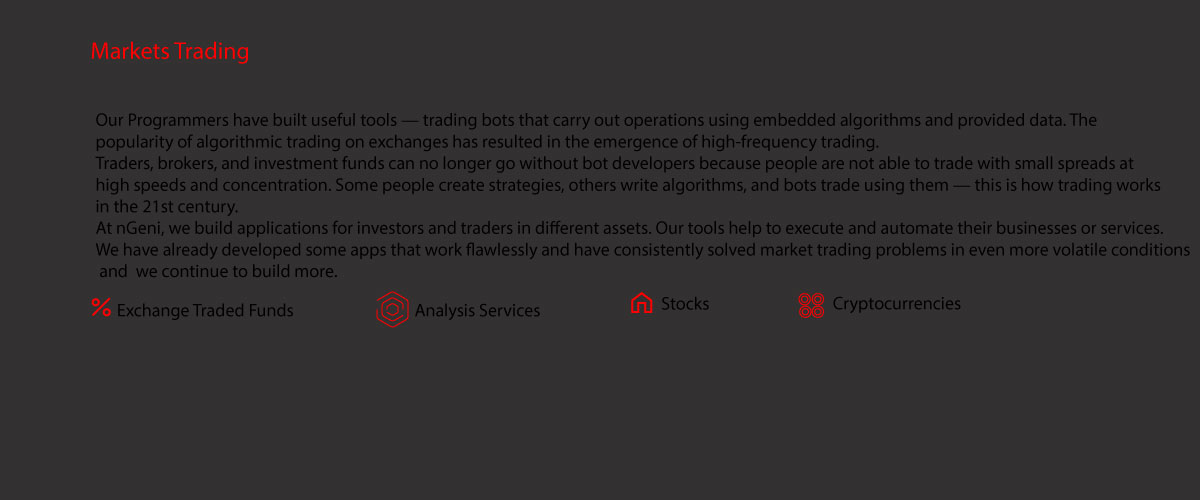 Markets Trading
Our Programmers have built useful tools — trading bots that carry out operations using embedded algorithms and provided data. The
popularity of algorithmic trading on exchanges has resulted in the emergence of high-frequency trading.
Traders, brokers, and investment funds can no longer go without bot developers because people are not able to trade with small spreads at
high speeds and concentration. Some people create strategies, others write algorithms, and bots trade using them — this is how trading works
in the 21st century.
At nGeni, we build applications for investors and traders in different assets. Our tools help to execute and automate their businesses or services.
We have already developed some apps that work flawlessly and have consistently solved market trading problems in even more volatile conditions
and we continue to build more.
Exchange Traded Funds Analysis Services Stocks Cryptocurrencies